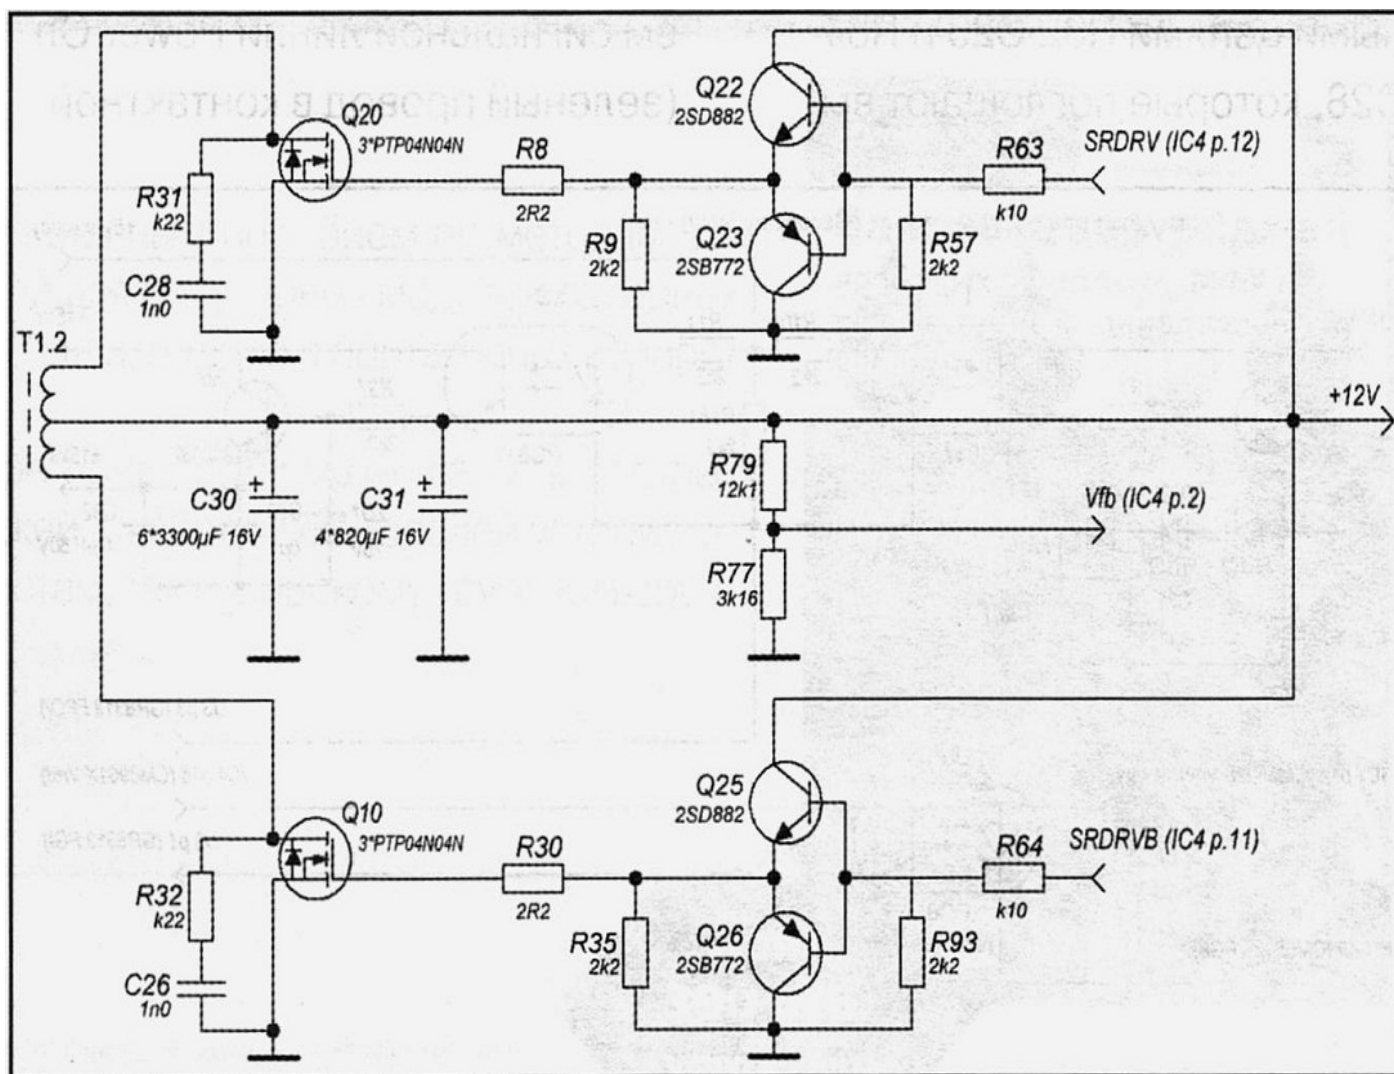 Q20
3*PTP04N04N
R31
k22
C28
1n0
R8
2R2
R9
2k2
Q22
2SD882
Q23
2SB772
R57
2k2
R63
k10
SRDRV (IC4 p.12)
T1.2
+12V
C30
+
6*3300µF 16V
C31
+
4*820µF 16V
R79
12k1
Vfb (IC4 p.2)
R77
3k16
Q10
3*PTP04N04N
R32
k22
C26
1n0
R30
2R2
R35
2k2
Q25
2SD882
Q26
2SB772
R93
2k2
R64
k10
SRDRVB (IC4 p.11)